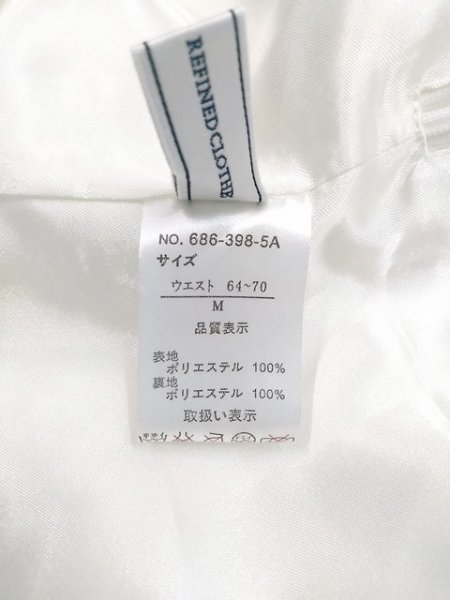 REFINED CLOTHE
NO. 686-398-5A
サイズ
ウエスト 64~70
M
品質表示
表地
ポリエステル 100%
裏地
ポリエステル 100%
取扱い表示